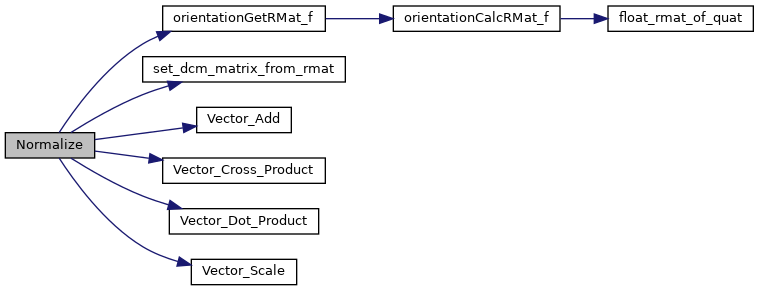 orientationGetRMat_f
orientationCalcRMat_f
float_rmat_of_quat
set_dcm_matrix_from_rmat
Vector_Add
Normalize
Vector_Cross_Product
Vector_Dot_Product
Vector_Scale